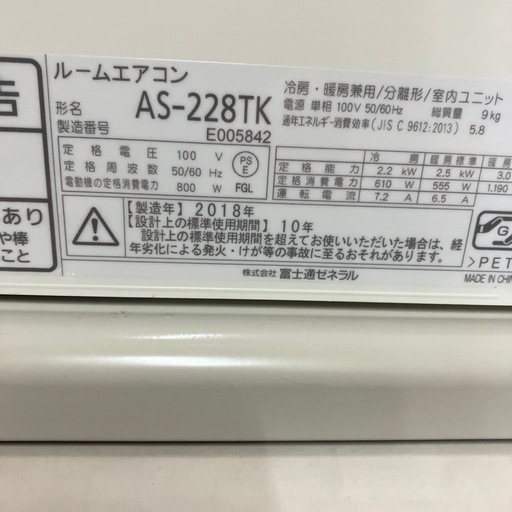 告
あり
や棒
こと
ルームエアコン
形名 AS-228TK
製造番号 E005842
冷房・暖房兼用/分離形/室内ユニット
電源 単相 100V 50/60Hz 総質量 9kg
通年エネルギー消費効率(JIS C 9612:2013) 5.8
定格電圧 100 V
定格周波数 50/60 Hz
電動機の定格消費電力 800 W
PS
E
FGL
冷房 暖房標準 暖房
定格能力 2.2 kW 2.5 kW 3.0
定格消費電力 610 W 555 W 1,190
運転電流 7.2 A 6.5 A
【製造年】2018年
【設計上の標準使用期間】10年
設計上の標準使用期間を超えてお使いいただいた場合は、経
年劣化による発火・けが等の事故に至るおそれがあります。
株式会社 富士通ゼネラル
G
>PET
MADE IN CHIN